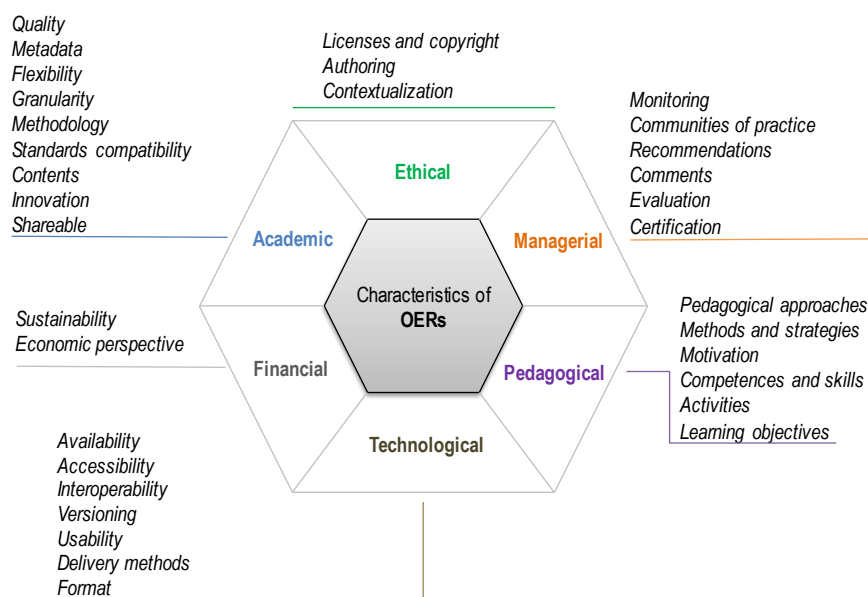 Quality
Metadata
Flexibility
Granularity
Methodology
Standards compatibility
Contents
Innovation
Shareable
Licenses and copyright
Authoring
Contextualization
Monitoring
Communities of practice
Recommendations
Comments
Evaluation
Certification
Ethical
Academic
Managerial
Characteristics of
OERs
Sustainability
Economic perspective
Financial
Pedagogical
Pedagogical approaches
Methods and strategies
Motivation
Competences and skills
Activities
Learning objectives
Technological
Availability
Accessibility
Interoperability
Versioning
Usability
Delivery methods
Format